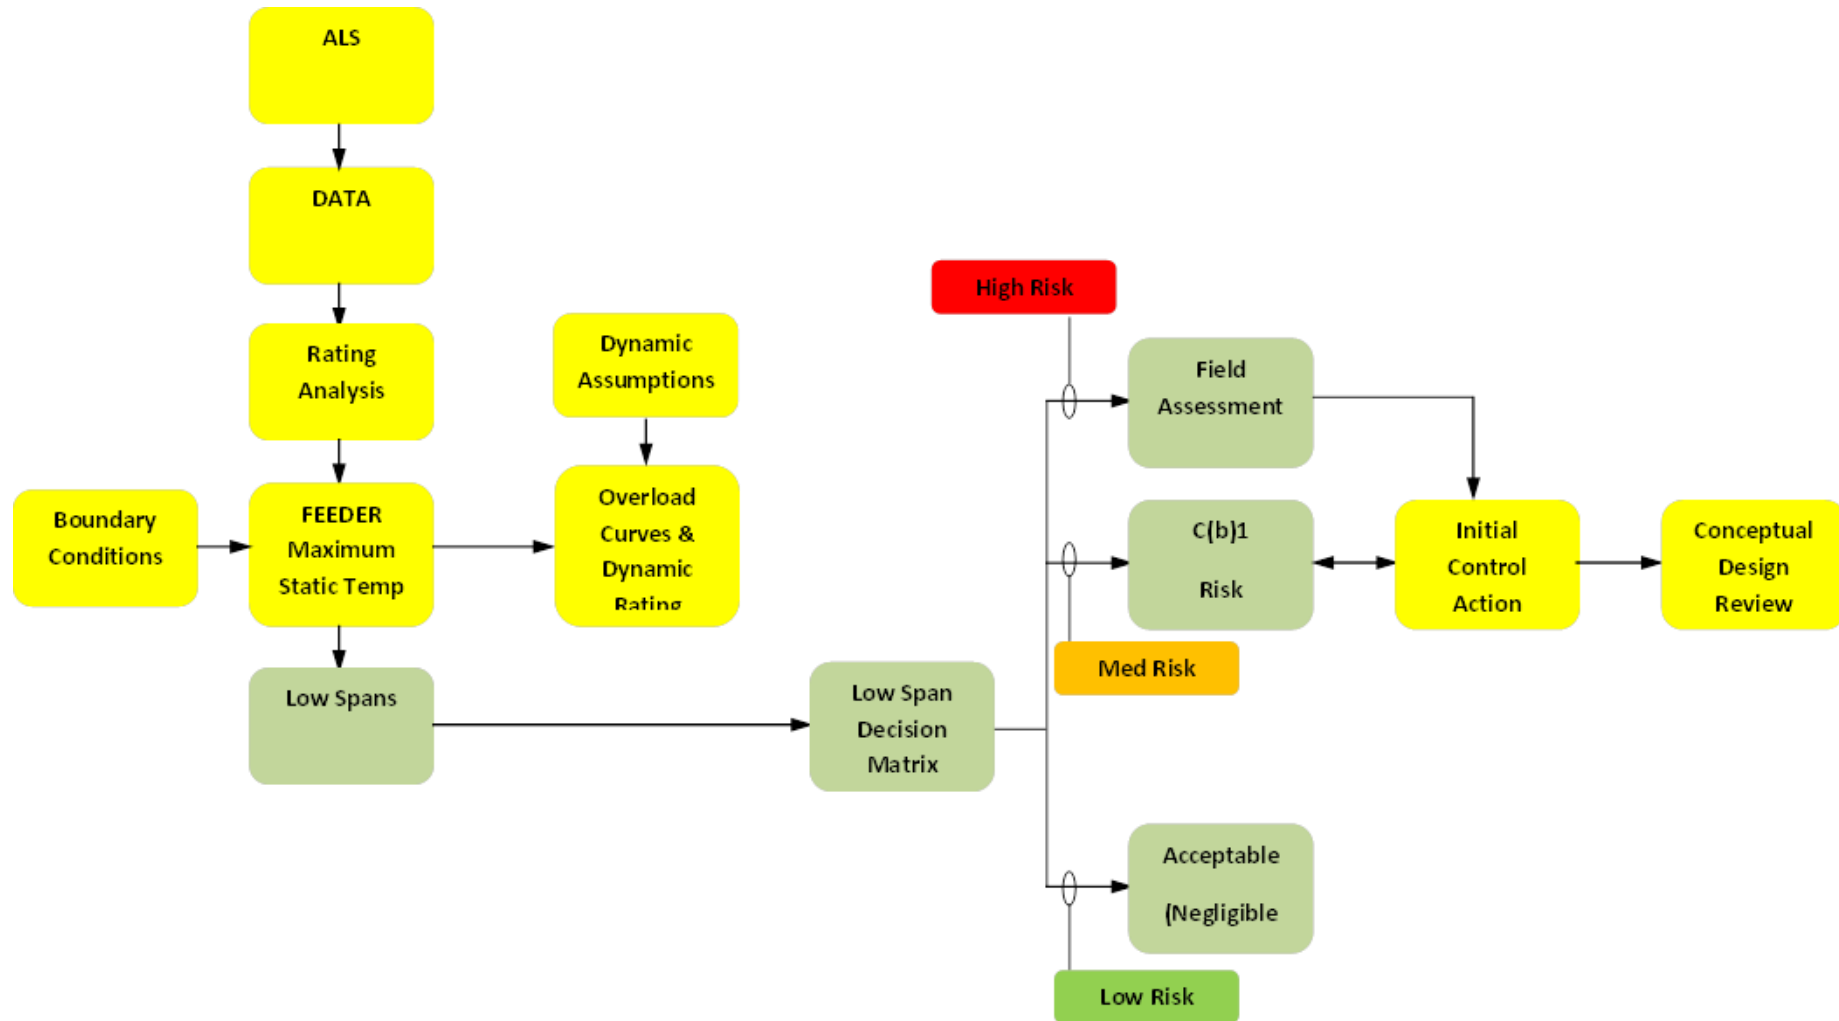 ALS
DATA
Rating
Analysis
Dynamic
Assumptions
Boundary
Conditions
FEEDER
Maximum
Static Temp
Overload
Curves &
Dynamic
Rating
Low Spans
Low Span
Decision
Matrix
High Risk
Field
Assessment
C(b)1
Risk
Med Risk
Initial
Control
Action
Conceptual
Design
Review
Acceptable
(Negligible
Low Risk